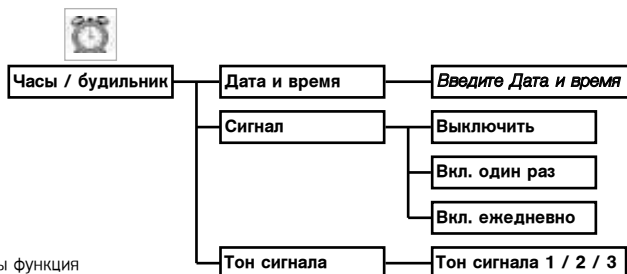 Часы / будильник
Дата и время
Введите Дата и время
Сигнал
Выключить
Вкл. один раз
Вкл. ежедневно
Тон сигнала
Тон сигнала 1 / 2 / 3
ы функция